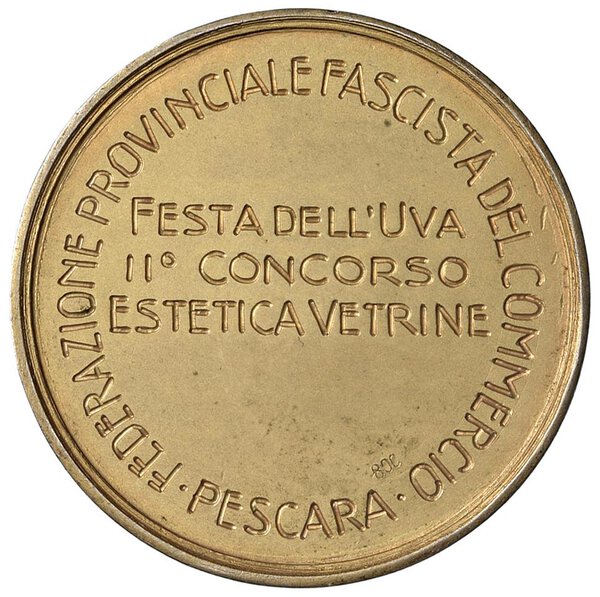 FEDERAZIONE PROVINCIALE FASCISTA DEL COMMERCIO
· PESCARA ·
FESTA DELL'UVA
II° CONCORSO
ESTETICA VETRINE